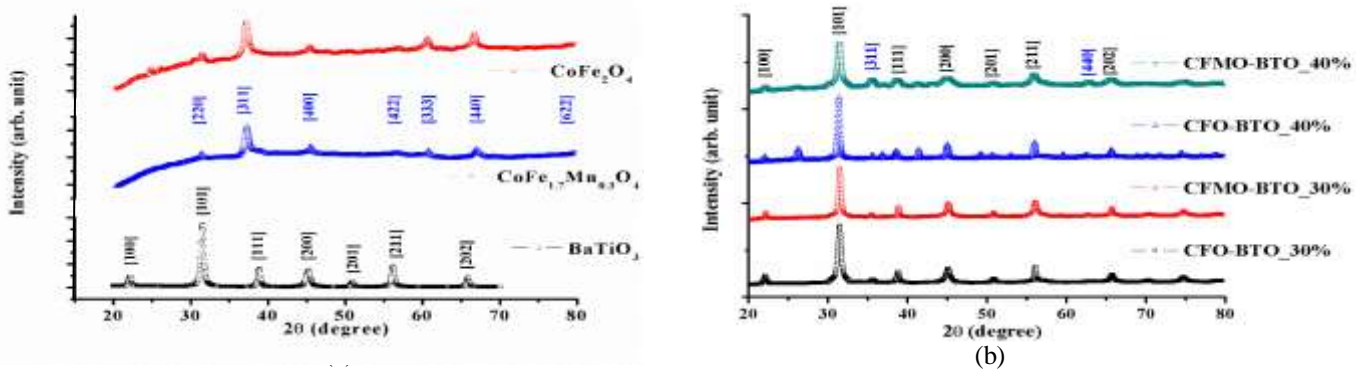 Intensity (arb. unit)
CoFe₂O₄
[220] [311] [400] [422] [333] [440] [622]
CoFe₁.₇Mn₀.₃O₄
[100] [101] [111] [200] [201] [211] [202]
BaTiO₃
20 30 40 50 60 70 80
2θ (degree)
Intensity (arb. unit)
[100] [101] [311] [111] [200] [201] [211] [440] [202]
CFMO-BTO_40%
CFO-BTO_40%
CFMO-BTO_30%
CFO-BTO_30%
20 30 40 50 60 70 80
2θ (degree)
(b)